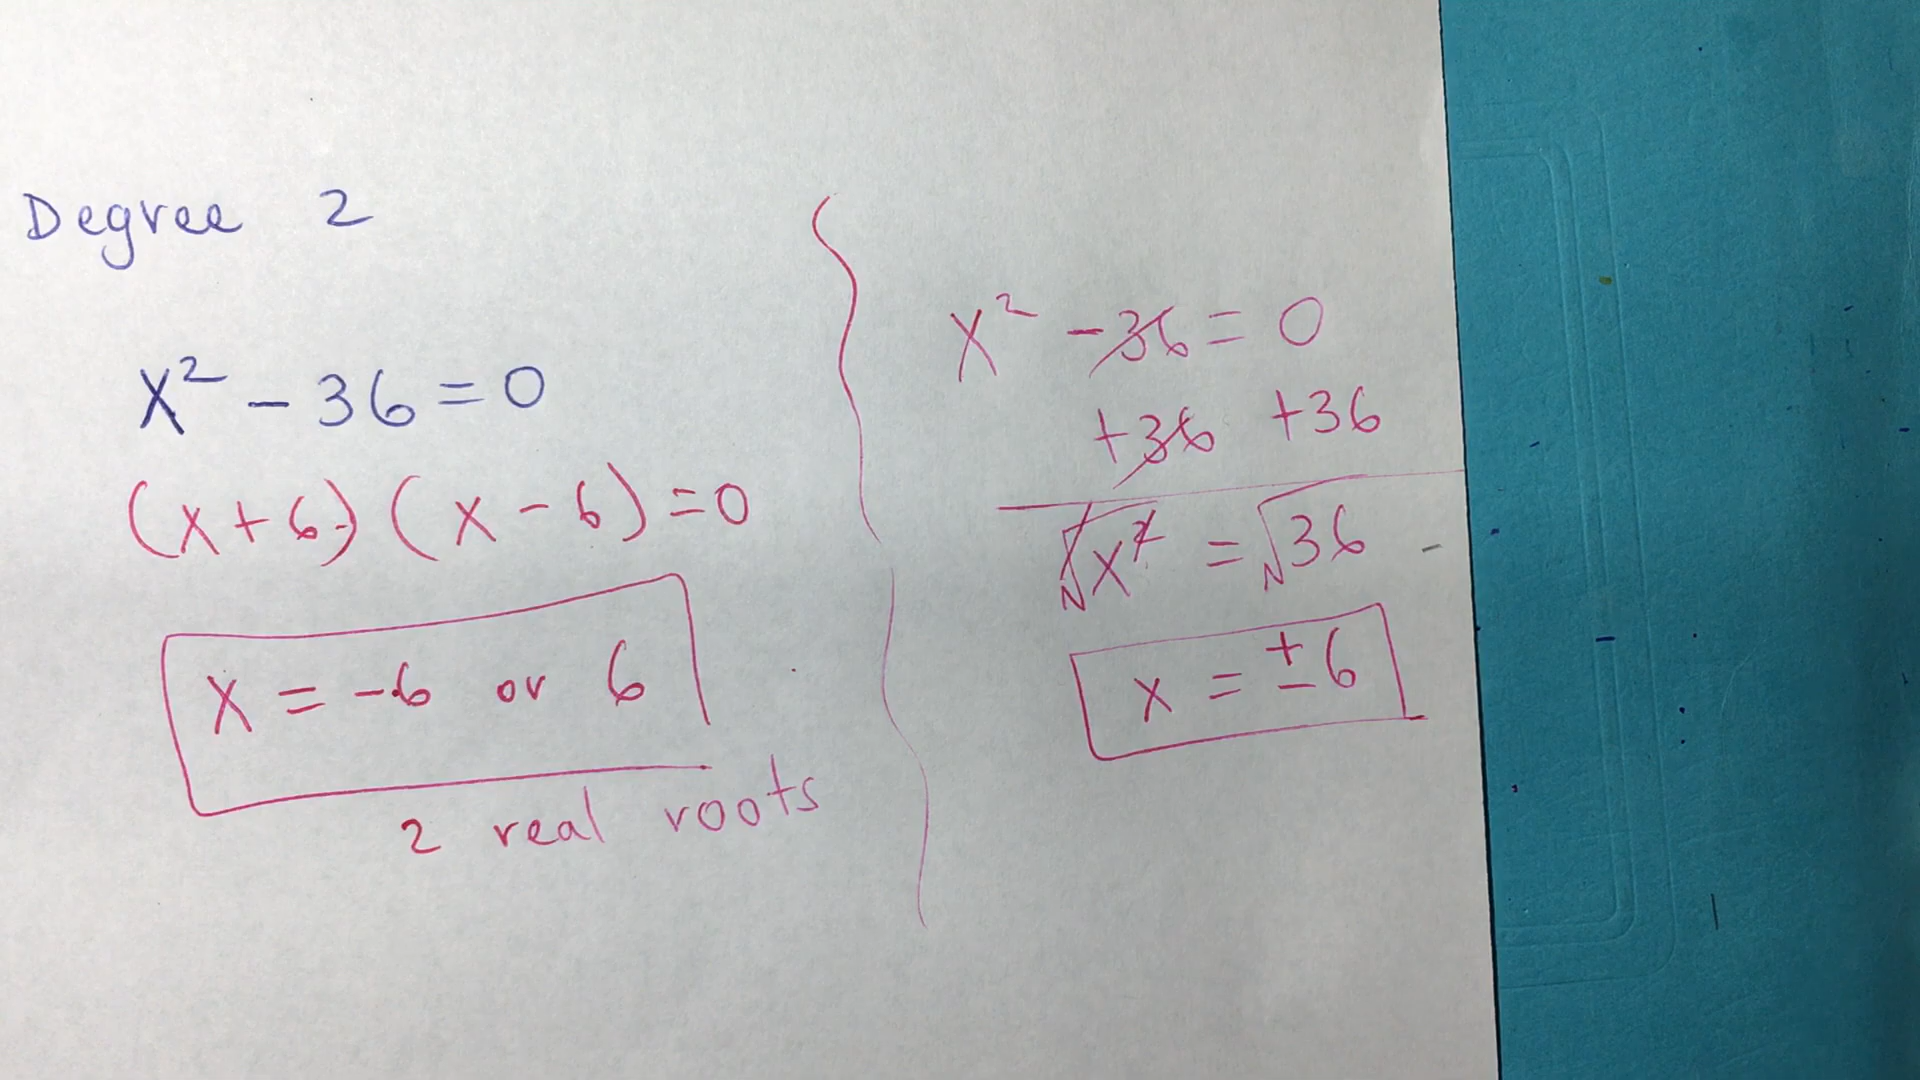 Degree 2
x² - 36 = 0
(x + 6) (x - 6) = 0
x = -6 or 6
2 real roots
x² - 36 = 0
+36 +36
√x² = √36
x = ±6